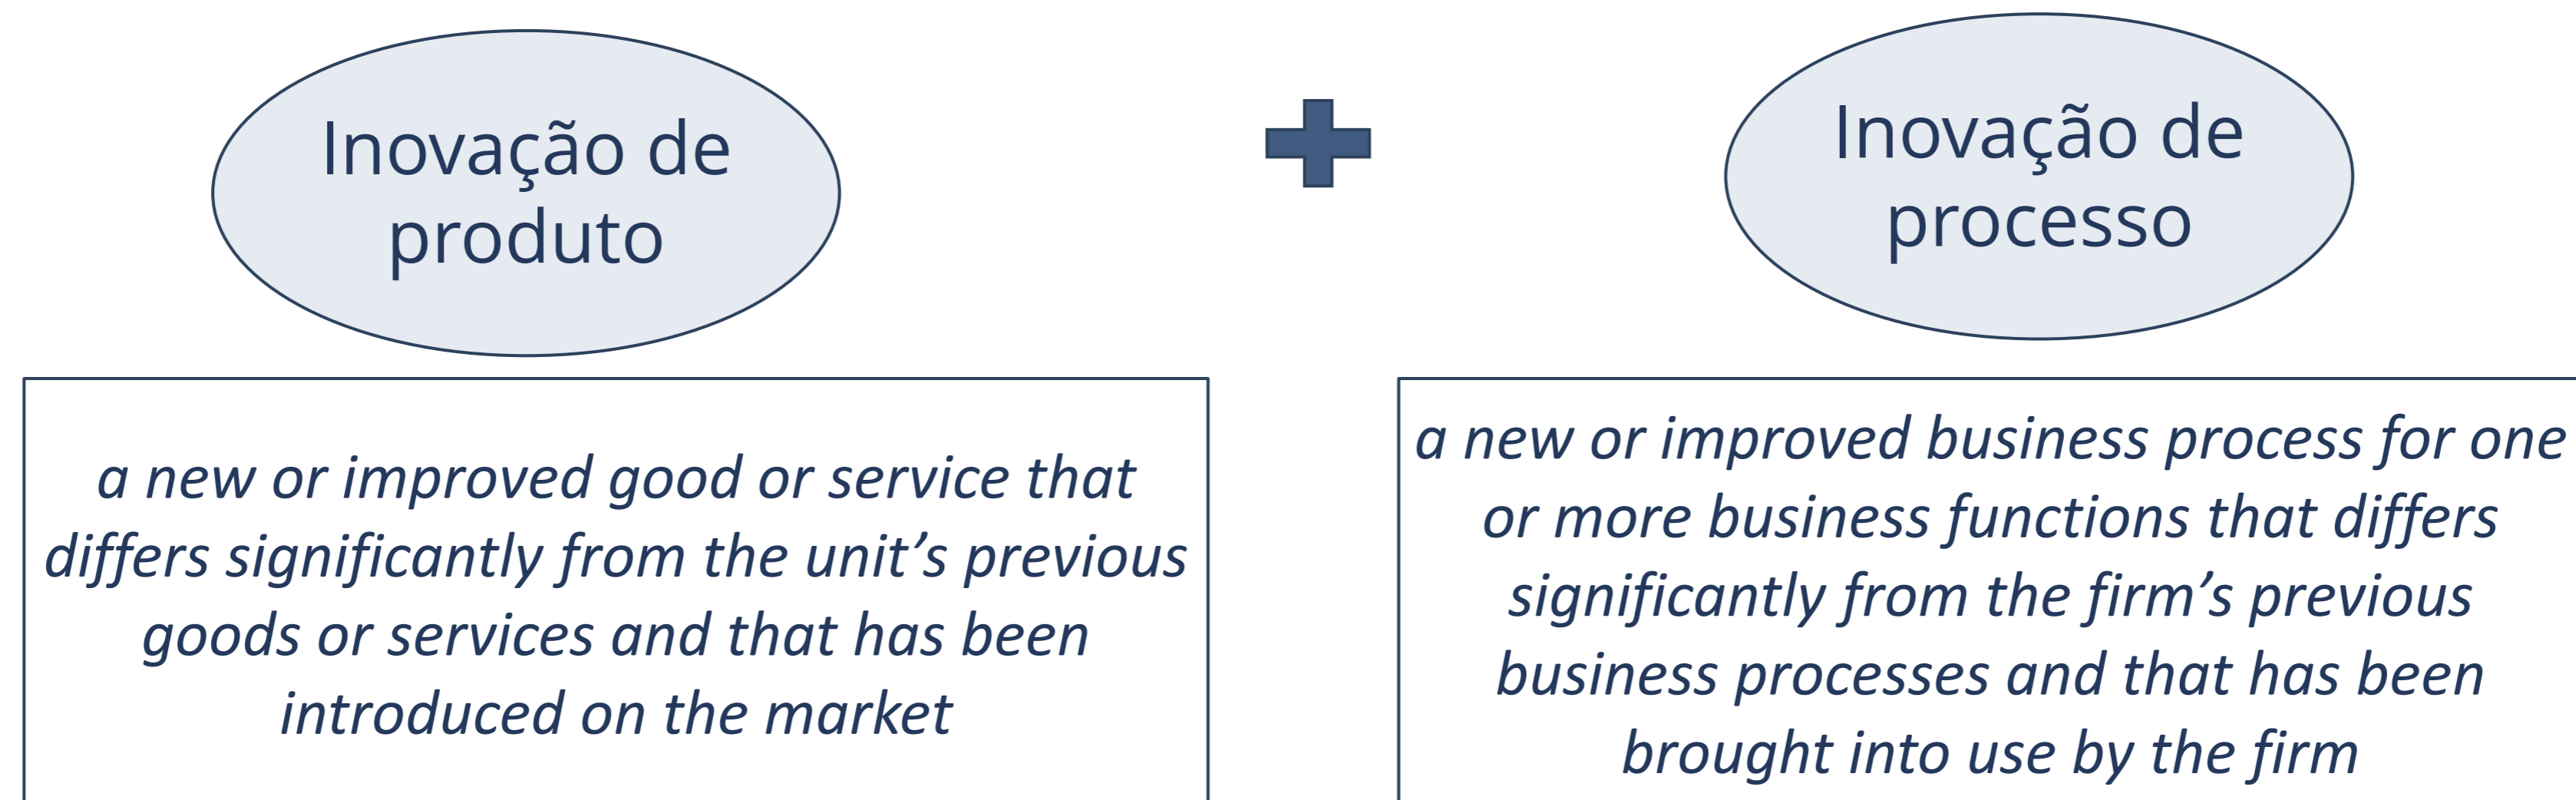 Inovação de
produto
Inovação de
processo
a new or improved good or service that
differs significantly from the unit’s previous
goods or services and that has been
introduced on the market
a new or improved business process for one
or more business functions that differs
significantly from the firm’s previous
business processes and that has been
brought into use by the firm